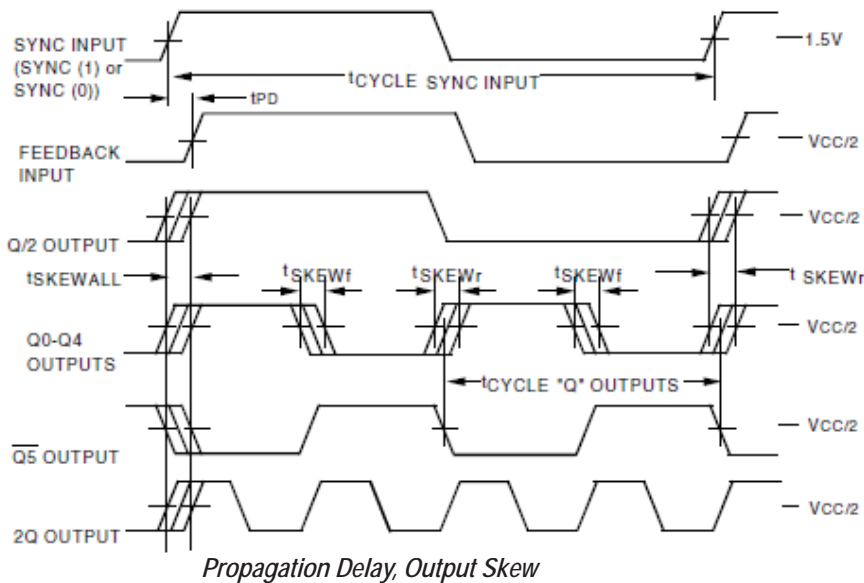 SYNC INPUT
(SYNC (1) or
SYNC (0))
1.5V
tCYCLE SYNC INPUT
tPD
FEEDBACK
INPUT
VCC/2
Q/2 OUTPUT
VCC/2
tSKEWALL
tSKEWf
tSKEWr
tSKEWf
t SKEWr
Q0-Q4
OUTPUTS
VCC/2
tCYCLE "Q" OUTPUTS
Q5 OUTPUT
VCC/2
2Q OUTPUT
VCC/2
Propagation Delay, Output Skew